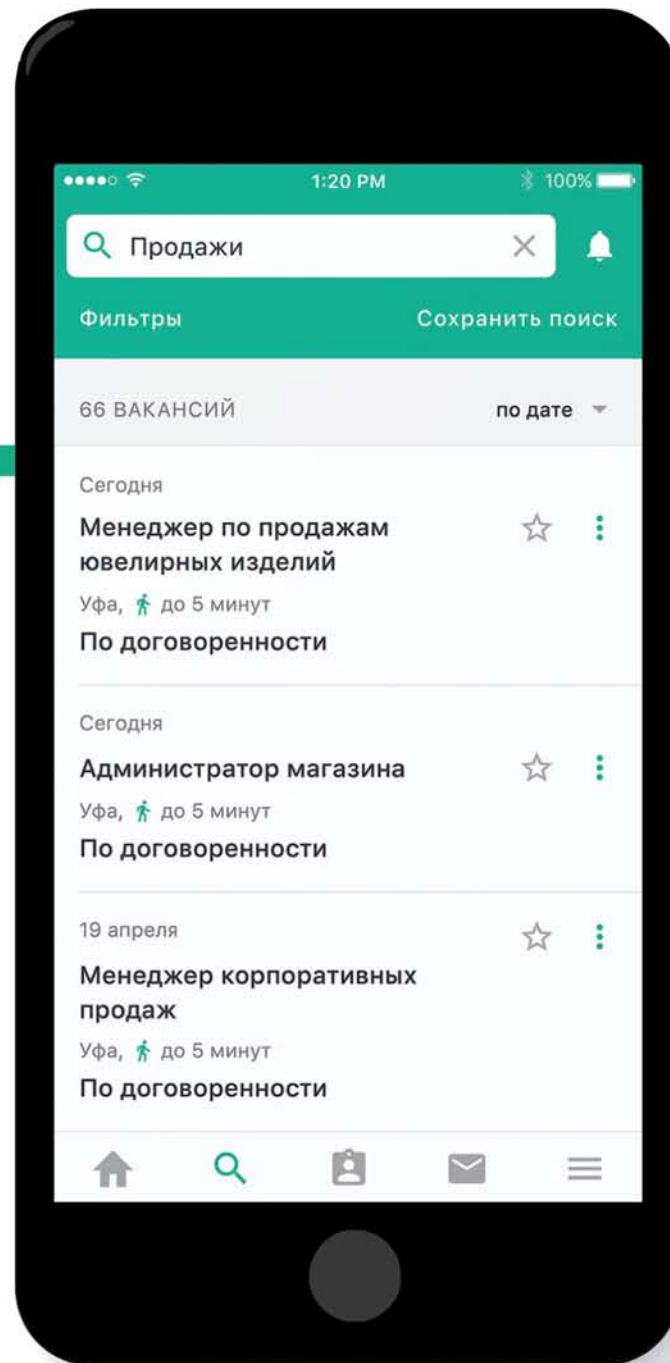 1:20 PM 100%
Продажи
Фильтры Сохранить поиск
66 ВАКАНСИЙ по дате
Сегодня
Менеджер по продажам
ювелирных изделий
Уфа, до 5 минут
По договоренности
Сегодня
Администратор магазина
Уфа, до 5 минут
По договоренности
19 апреля
Менеджер корпоративных
продаж
Уфа, до 5 минут
По договоренности